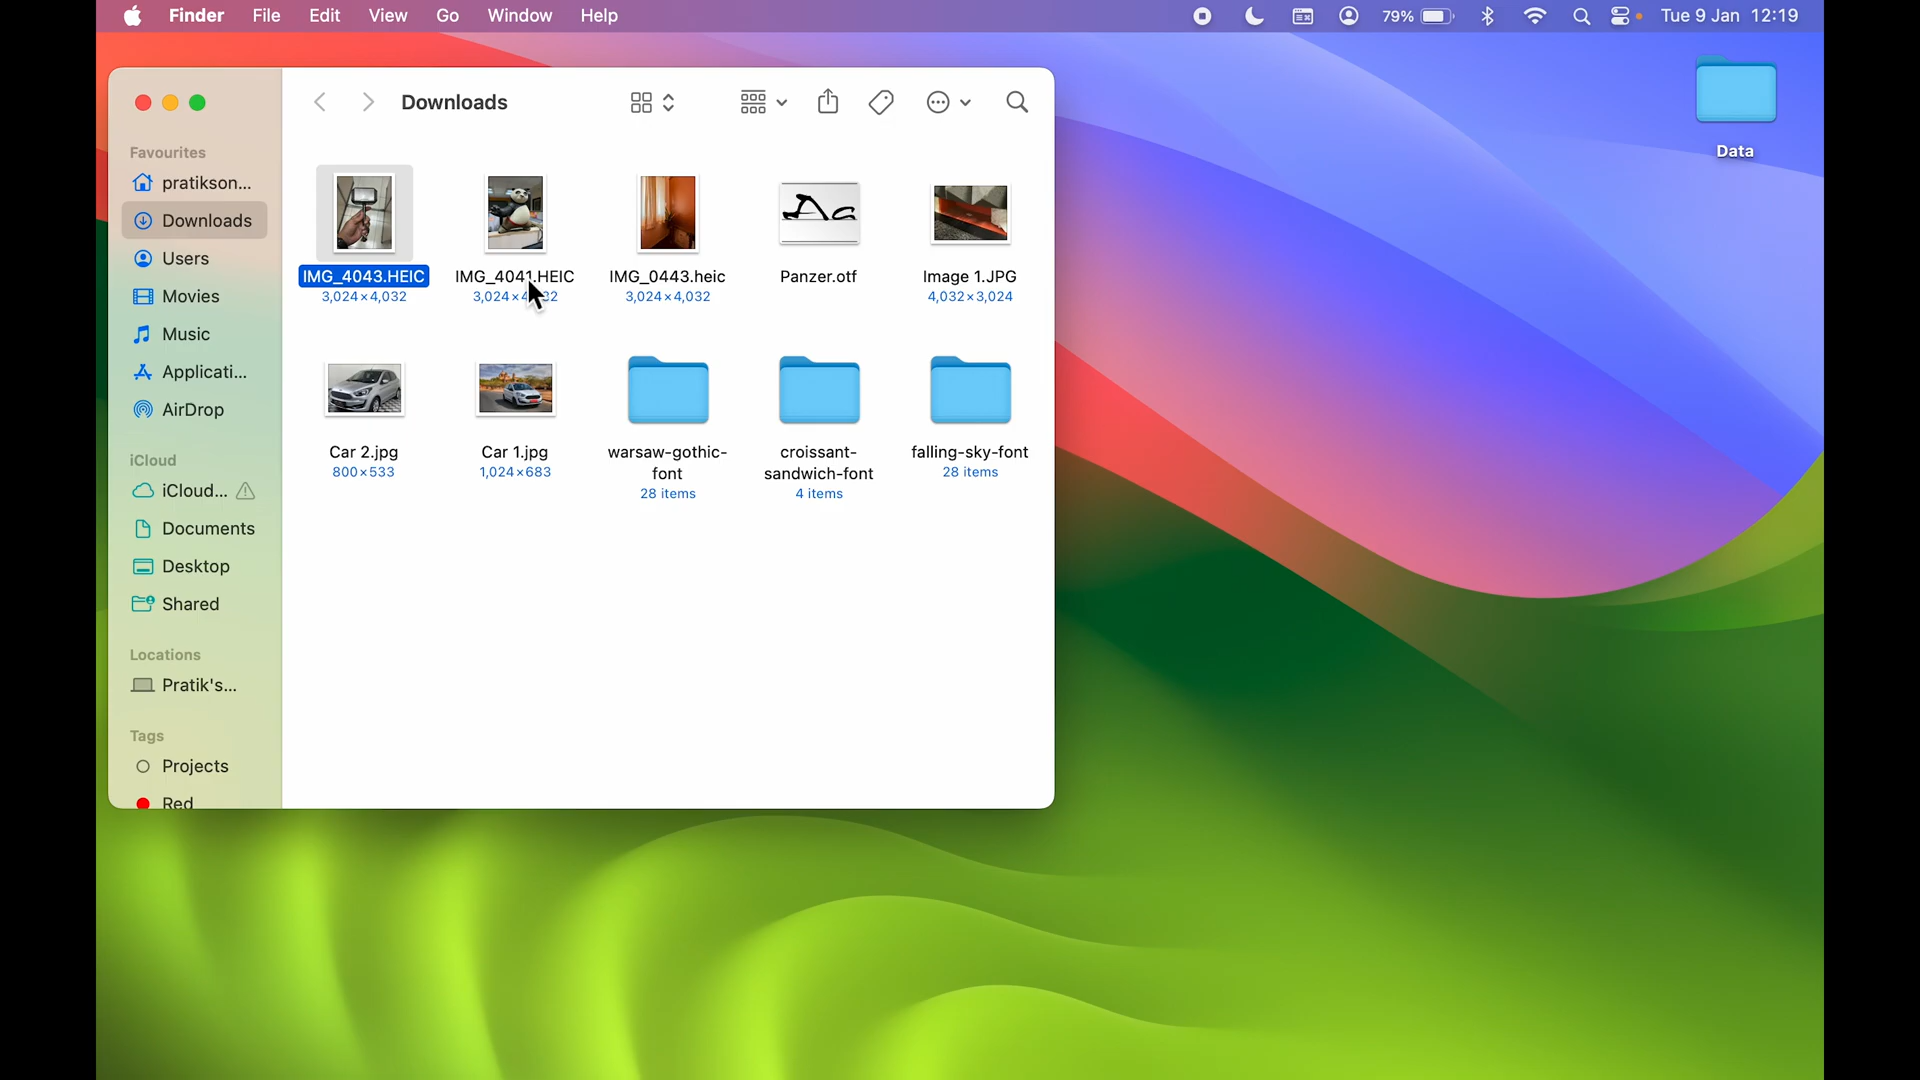 Finder File Edit View Go Window Help 79% Tue 9 Jan 12:19
Downloads
Data
Favourites
pratikson...
Downloads
Users
Movies
Music
Applicati...
AirDrop
iCloud
iCloud...
Documents
Desktop
Shared
Locations
Pratik's...
Tags
Projects
Red
IMG_4043.HEIC
3,024×4,032
IMG_4041.HEIC
IMG_0443.heic
3,024×4,032
Panzer.otf
Image 1.JPG
4,032×3,024
Car 2.jpg
800×533
Car 1.jpg
1,024×683
warsaw-gothic-
font
28 items
croissant-
sandwich-font
4 items
falling-sky-font
28 items